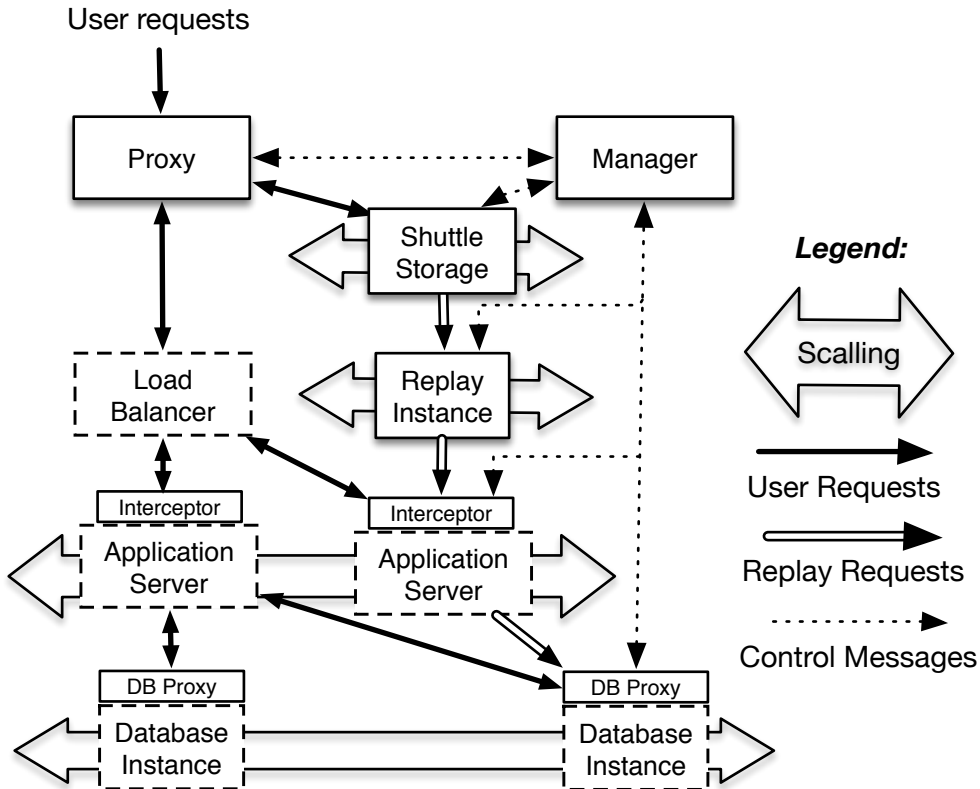 User requests
Proxy
Manager
Shuttle
Storage
Legend:
Scalling
Load
Balancer
Replay
Instance
User Requests
Interceptor
Interceptor
Application
Server
Application
Server
Replay Requests
Control Messages
DB Proxy
DB Proxy
Database
Instance
Database
Instance